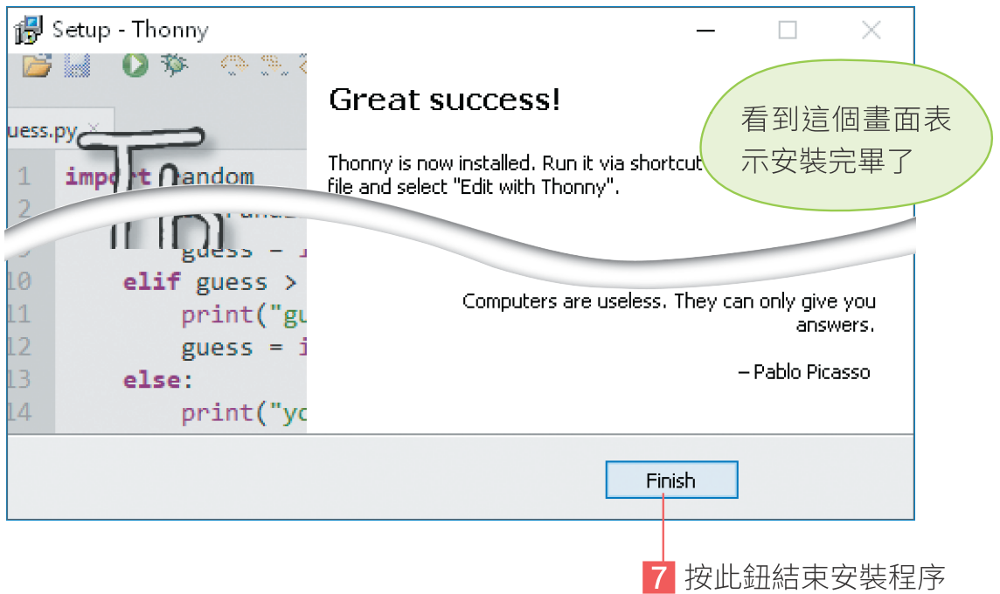 Setup - Thonny
Great success!
看到這個畫面表
示安裝完畢了
uess.py
Thonny is now installed. Run it via shortcut
file and select "Edit with Thonny".
1 import random
2
guess =
10 elif guess >
11 print("gu
12 guess = i
13 else:
14 print("yo
Computers are useless. They can only give you
answers.
– Pablo Picasso
Finish
7 按此鈕結束安裝程序